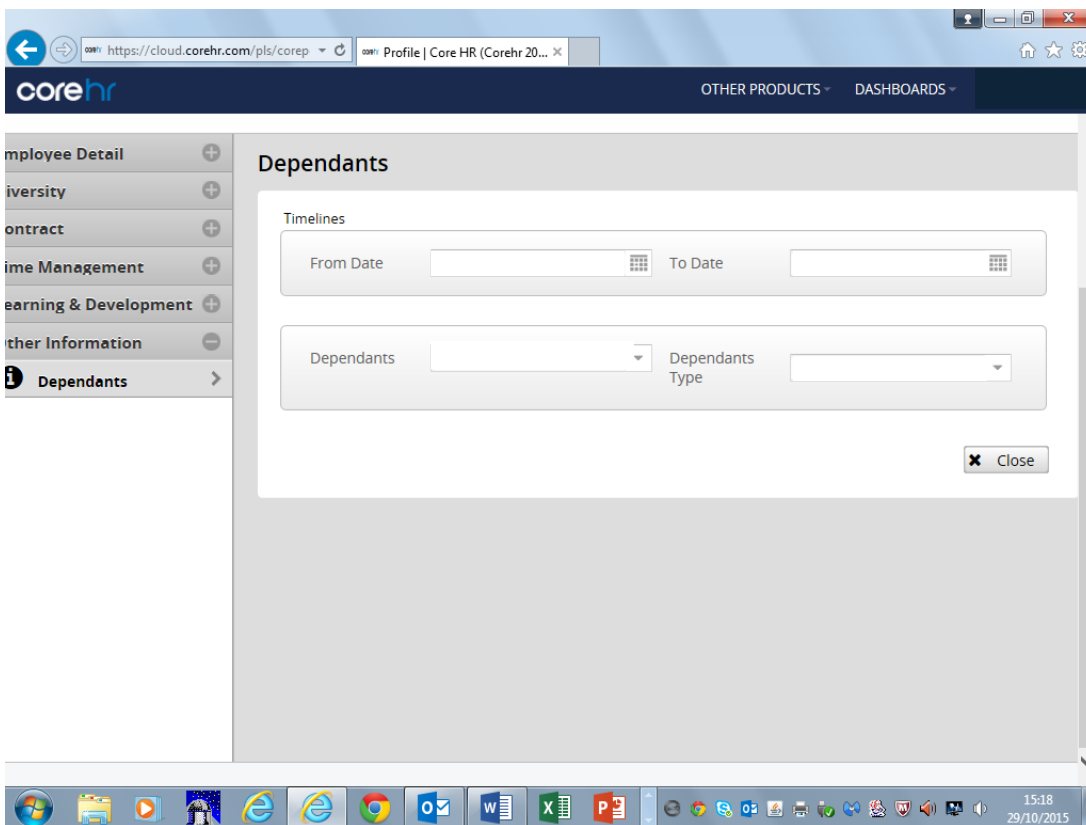 https://cloud.corehr.com/pls/corep
Profile | Core HR (Corehr 20...
corehr
OTHER PRODUCTS
DASHBOARDS
mployee Detail
iversity
ontract
ime Management
earning & Development
ther Information
Dependants
Dependants
Timelines
From Date
To Date
Dependants
Dependants
Type
Close
15:18
29/10/2015